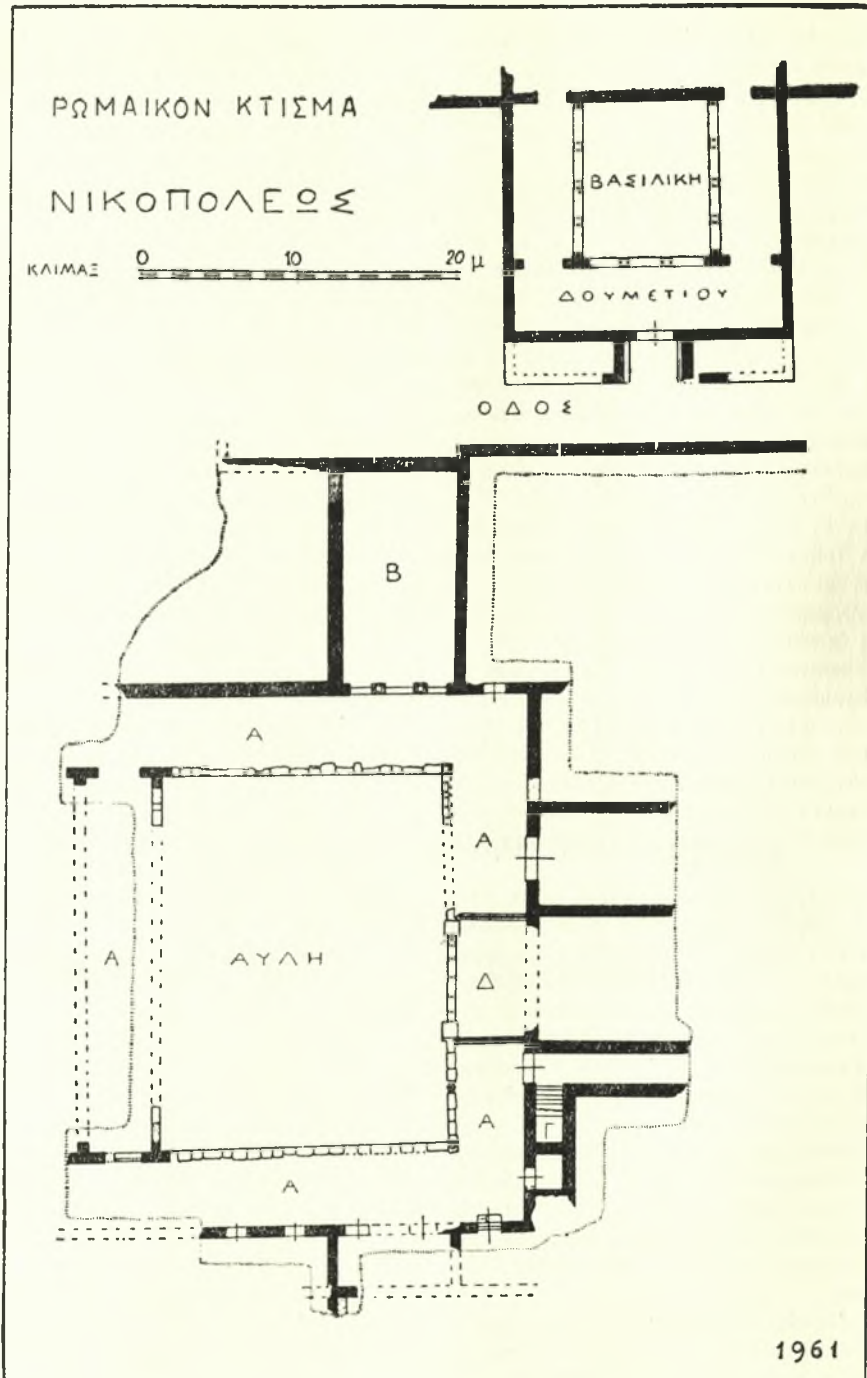 ΡΩΜΑΙΚΟΝ ΚΤΙΣΜΑ
ΝΙΚΟΠΟΛΕΩΣ
ΚΛΙΜΑΞ 0 10 20 μ
ΒΑΣΙΛΙΚΗ
ΔΟΥΜΕΤΙΟΥ
ΟΔΟΣ
Β
Α
Α
Α
ΑΥΛΗ
Δ
Α
Γ
Α
1961